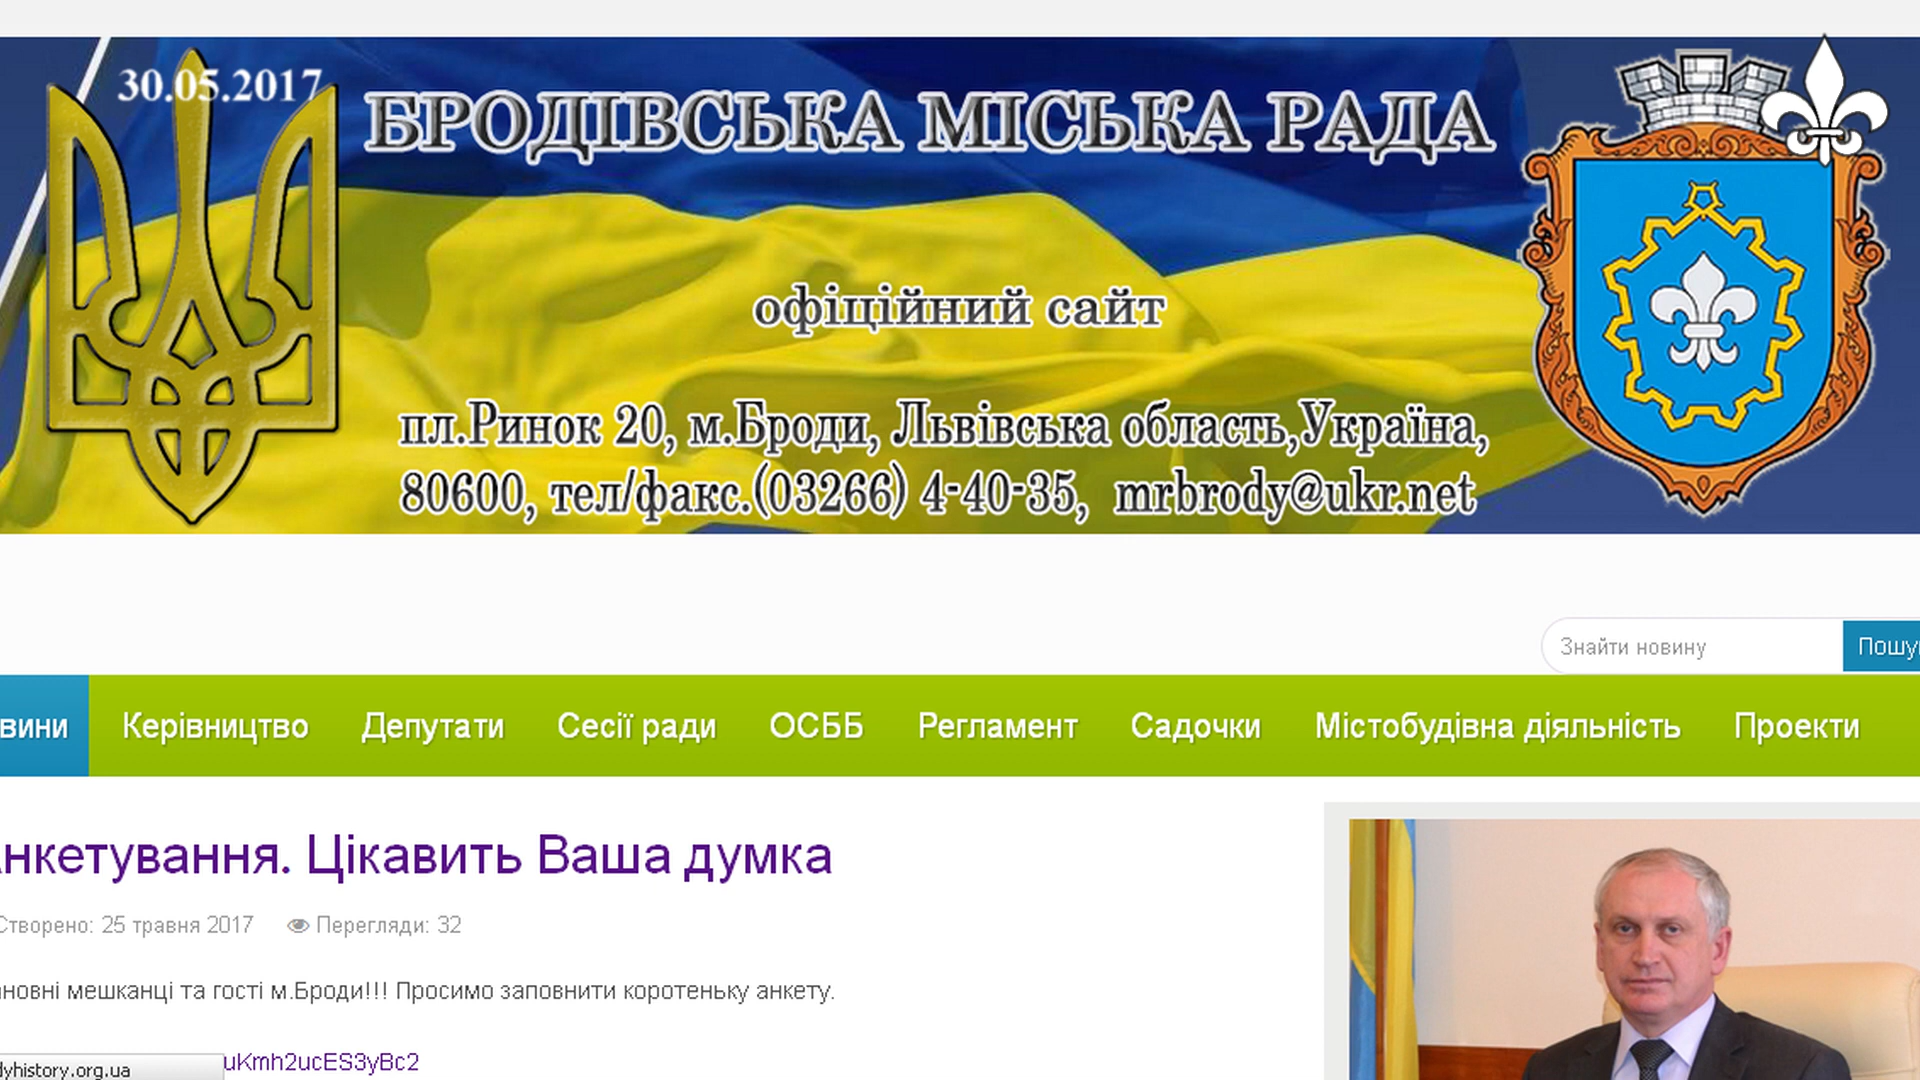 30.05.2017
БРОДІВСЬКА МІСЬКА РАДА
офіційний сайт
пл.Ринок 20, м.Броди, Львівська область,Україна,
80600, тел/факс.(03266) 4-40-35, mrbrody@ukr.net
Знайти новину Пошу
вини Керівництво Депутати Сесії ради ОСББ Регламент Садочки Містобудівна діяльність Проекти
нкетування. Цікавить Ваша думка
Створено: 25 травня 2017 Перегляди: 32
новні мешканці та гості м.Броди!!! Просимо заповнити коротеньку анкету.
uKmh2ucES3yBc2
dyhistory.org.ua